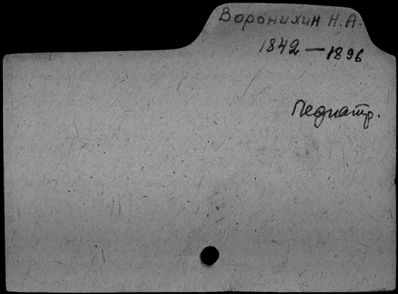 Воронихин Н.А.
1842 — 1896
Педиатр.